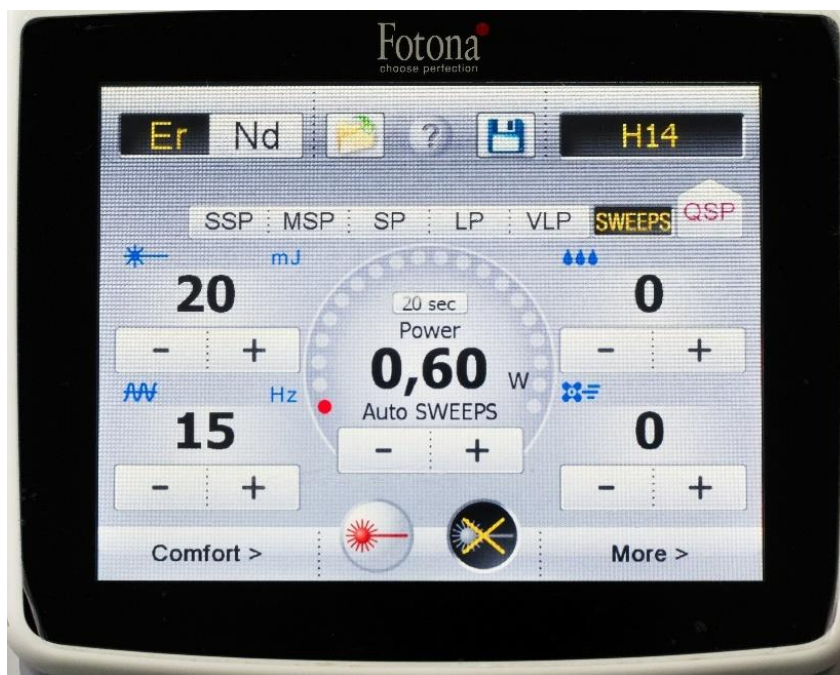 Fotona
choose perfection
Er Nd ? H14
SSP MSP SP LP VLP SWEEPS QSP
mJ
20
- +
Hz
15
- +
20 sec
Power
0,60 W
Auto SWEEPS
- +
0
- +
0
- +
Comfort >
More >